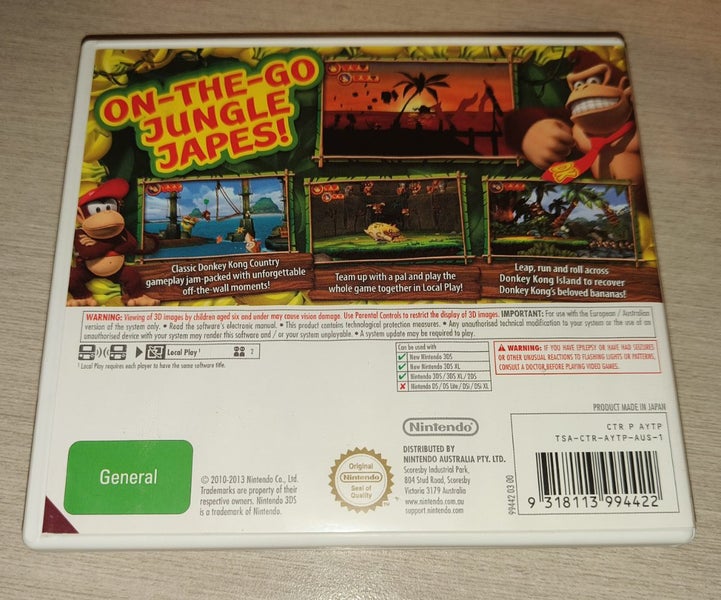 ON-THE-GO
JUNGLE
JAPES!
Classic Donkey Kong Country
gameplay jam-packed with unforgettable
off-the-wall moments!
Team up with a pal and play the
whole game together in Local Play!
Leap, run and roll across
Donkey Kong Island to recover
Donkey Kong's beloved bananas!
WARNING: Viewing of 3D images by children aged six and under may cause vision damage. Use Parental Controls to restrict the display of 3D images. IMPORTANT: For use with the European / Australian
version of the system only. • Read the software's electronic manual. • This product contains technological protection measures. • Any unauthorised technical modification to your system or the use of an
unauthorised device with your system may render this software and / or your system unplayable. • A system update may be required to play.
Local Play¹
2
¹ Local Play requires each player to have the same software title.
Can be used with
New Nintendo 3DS
New Nintendo 3DS XL
Nintendo 3DS / 3DS XL / 2DS
Nintendo DS / DS Lite / DSi / DSi XL
WARNING: IF YOU HAVE EPILEPSY OR HAVE HAD SEIZURES
OR OTHER UNUSUAL REACTIONS TO FLASHING LIGHTS OR PATTERNS,
CONSULT A DOCTOR BEFORE PLAYING VIDEO GAMES.
PRODUCT MADE IN JAPAN
General
© 2010-2013 Nintendo Co., Ltd.
Trademarks are property of their
respective owners. Nintendo 3DS
is a trademark of Nintendo.
Original
Nintendo
Seal of
Quality
Nintendo
DISTRIBUTED BY
NINTENDO AUSTRALIA PTY. LTD.
Scoresby Industrial Park,
804 Stud Road, Scoresby
Victoria 3179 Australia
www.nintendo.com.au
support.nintendo.com
99442 03 00
CTR P AYTP
TSA-CTR-AYTP-AUS-1
9 318113 994422